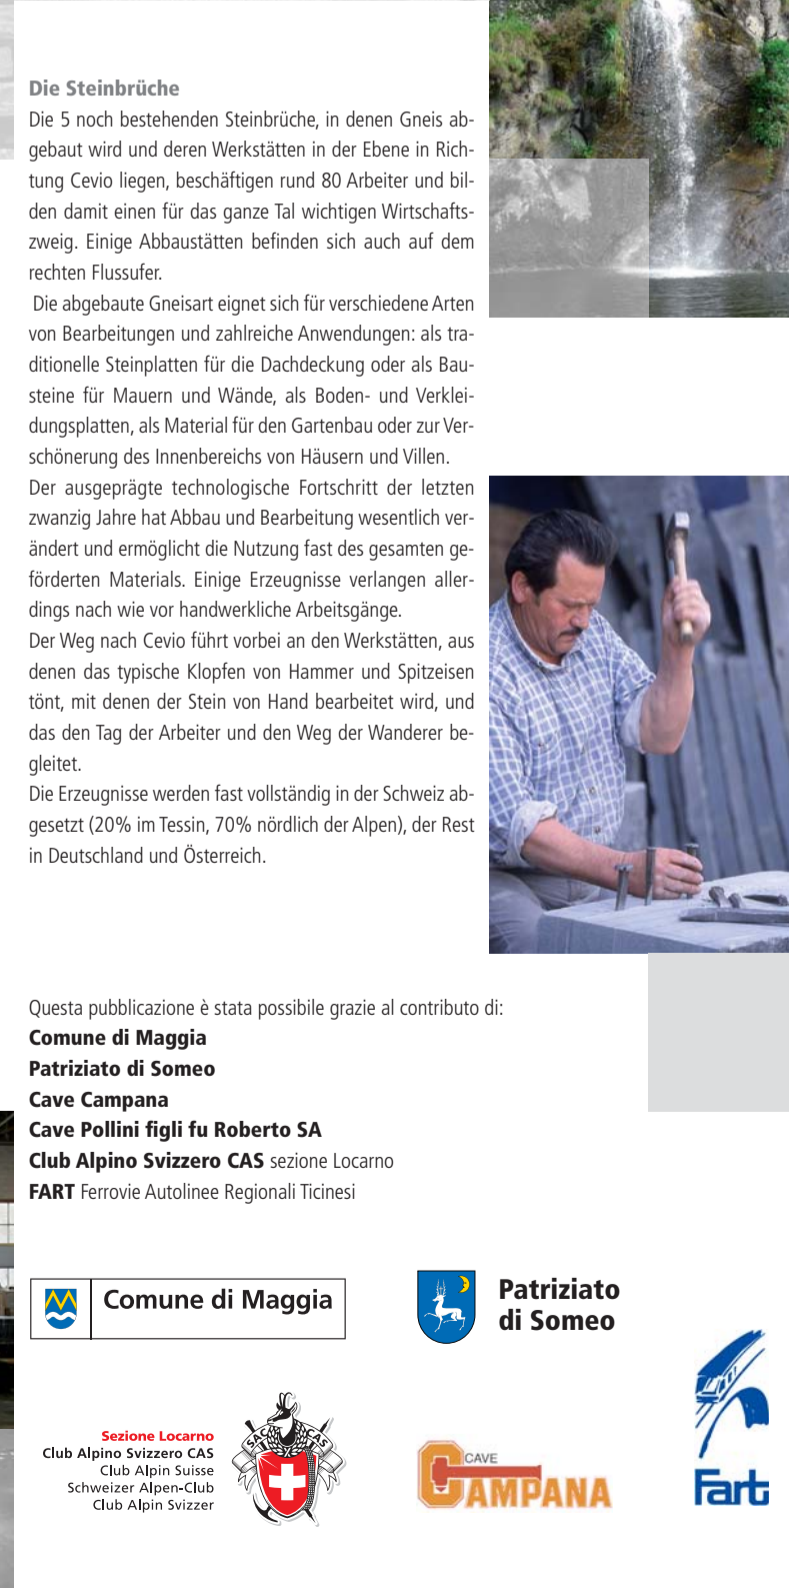 Die Steinbrüche
Die 5 noch bestehenden Steinbrüche, in denen Gneis ab-
gebaut wird und deren Werkstätten in der Ebene in Rich-
tung Cevio liegen, beschäftigen rund 80 Arbeiter und bil-
den damit einen für das ganze Tal wichtigen Wirtschafts-
zweig. Einige Abbaustätten befinden sich auch auf dem
rechten Flussufer.
Die abgebaute Gneisart eignet sich für verschiedene Arten
von Bearbeitungen und zahlreiche Anwendungen: als tra-
ditionelle Steinplatten für die Dachdeckung oder als Bau-
steine für Mauern und Wände, als Boden- und Verklei-
dungsplatten, als Material für den Gartenbau oder zur Ver-
schönerung des Innenbereichs von Häusern und Villen.
Der ausgeprägte technologische Fortschritt der letzten
zwanzig Jahre hat Abbau und Bearbeitung wesentlich ver-
ändert und ermöglicht die Nutzung fast des gesamten ge-
förderten Materials. Einige Erzeugnisse verlangen aller-
dings nach wie vor handwerkliche Arbeitsgänge.
Der Weg nach Cevio führt vorbei an den Werkstätten, aus
denen das typische Klopfen von Hammer und Spitzeisen
tönt, mit denen der Stein von Hand bearbeitet wird, und
das den Tag der Arbeiter und den Weg der Wanderer be-
gleitet.
Die Erzeugnisse werden fast vollständig in der Schweiz ab-
gesetzt (20% im Tessin, 70% nördlich der Alpen), der Rest
in Deutschland und Österreich.
Questa pubblicazione è stata possibile grazie al contributo di:
Comune di Maggia
Patriziato di Someo
Cave Campana
Cave Pollini figli fu Roberto SA
Club Alpino Svizzero CAS sezione Locarno
FART Ferrovie Autolinee Regionali Ticinesi
Comune di Maggia
Patriziato
di Someo
Sezione Locarno
Club Alpino Svizzero CAS
Club Alpin Suisse
Schweizer Alpen-Club
Club Alpin Svizzer
SAC CAS
CAVE
CAMPANA
Fart